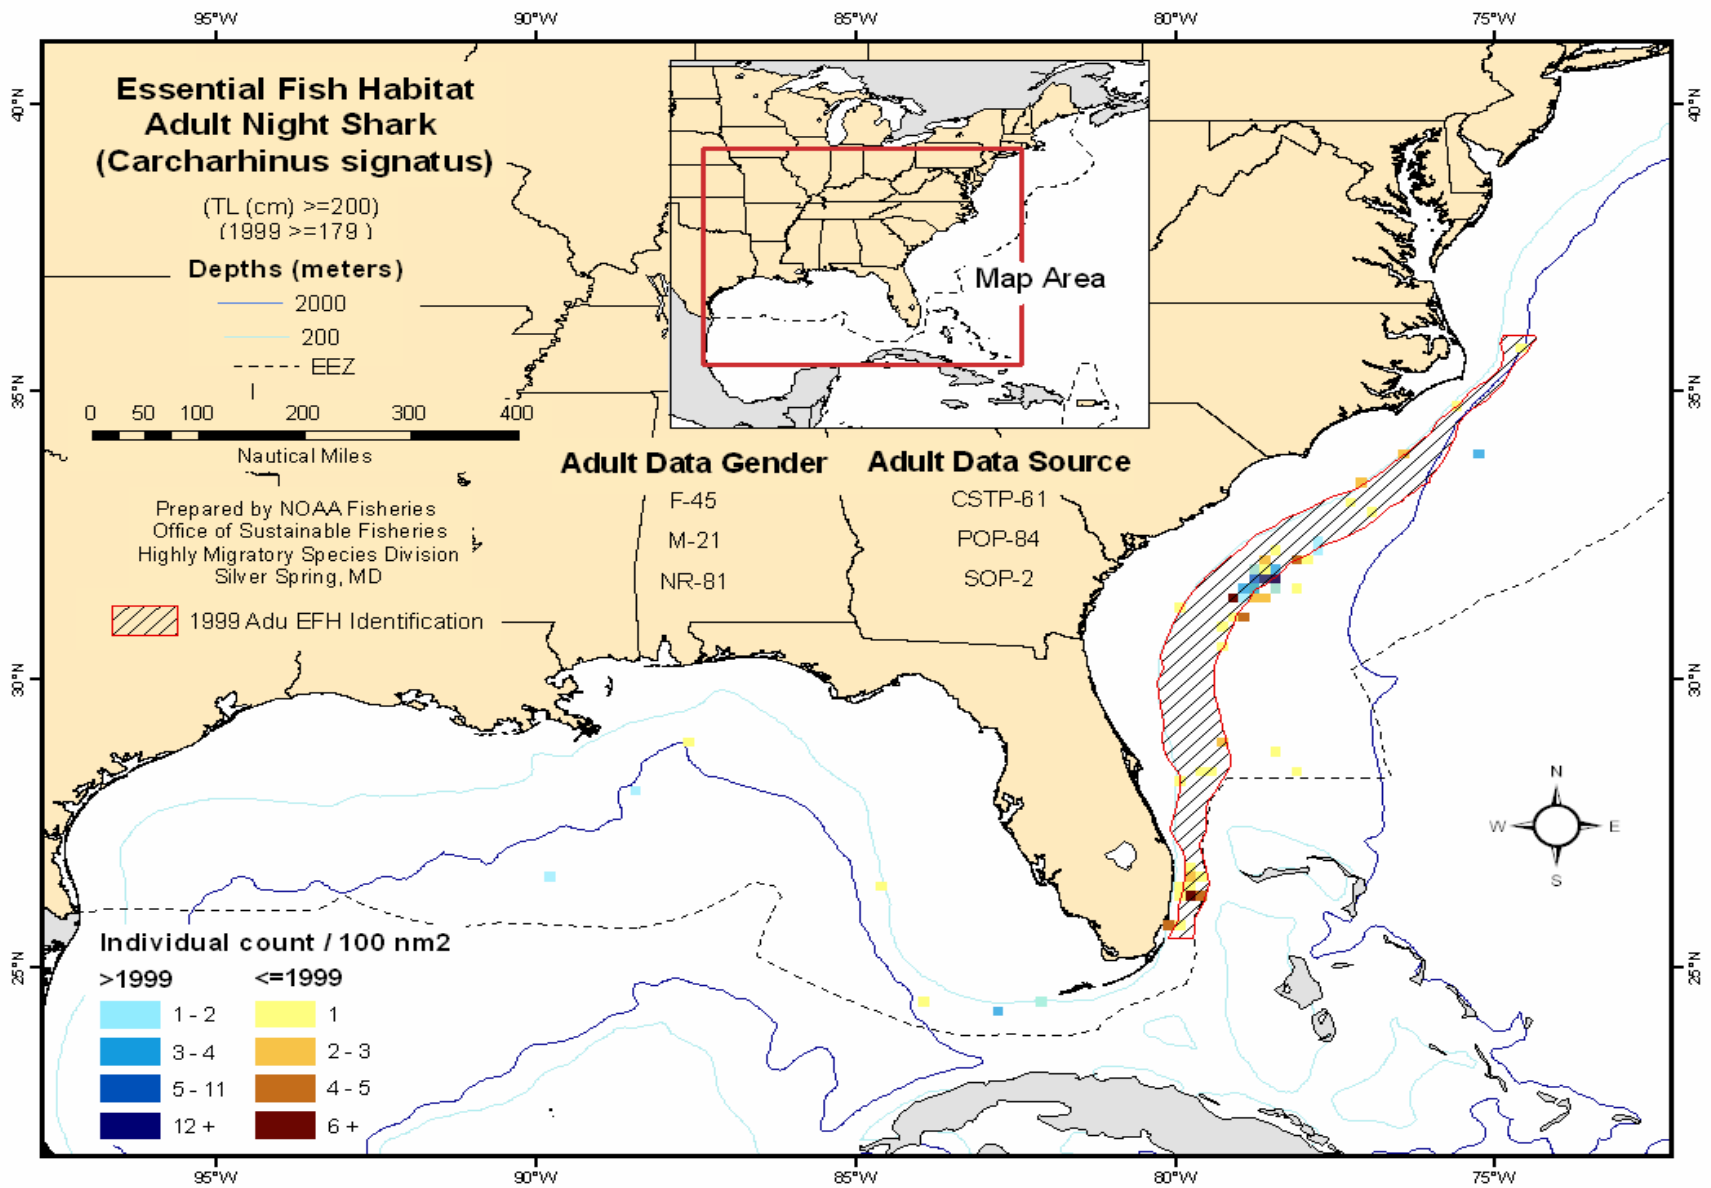 95°W 90°W 85°W 80°W 75°W
40°N 40°N
Essential Fish Habitat
Adult Night Shark
(Carcharhinus signatus)
(TL (cm) >=200)
(1999 >=179 )
Depths (meters)
2000
200
EEZ
Map Area
35°N 35°N
0 50 100 200 300 400
Nautical Miles
Prepared by NOAA Fisheries
Office of Sustainable Fisheries
Highly Migratory Species Division
Silver Spring, MD
1999 Adu EFH Identification
Adult Data Gender
F-45
M-21
NR-81
Adult Data Source
CSTP-61
POP-84
SOP-2
30°N 30°N
N
W E
S
25°N 25°N
Individual count / 100 nm2
>1999 <=1999
1 - 2 1
3 - 4 2 - 3
5 - 11 4 - 5
12 + 6 +
95°W 90°W 85°W 80°W 75°W